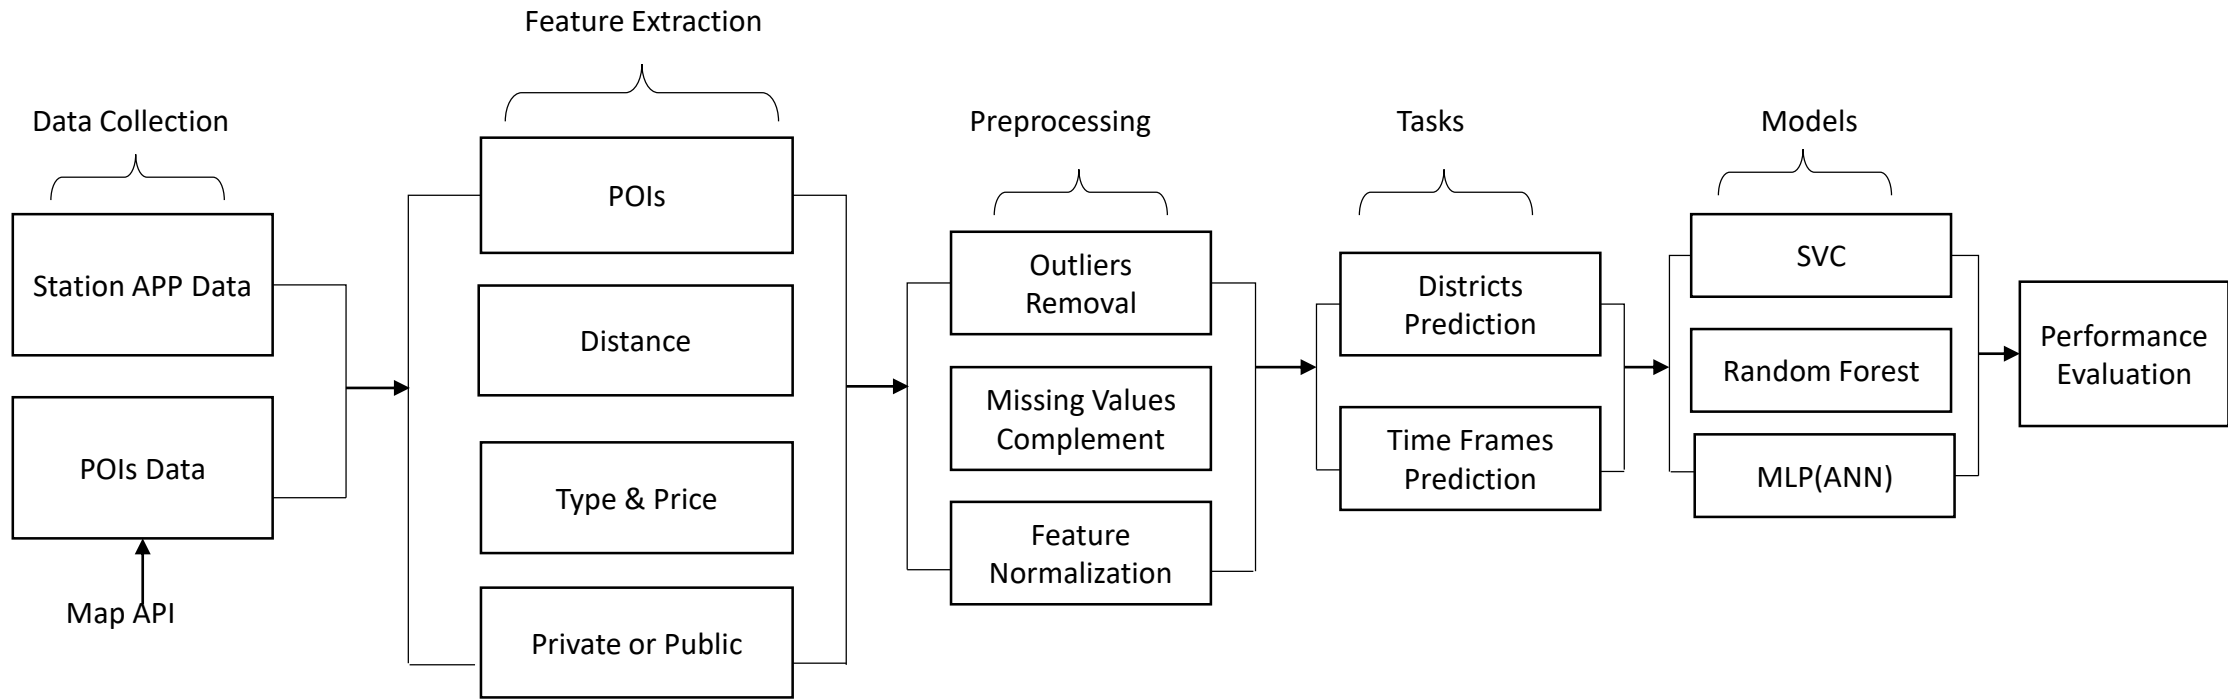 Feature Extraction
Data Collection
Preprocessing
Tasks
Models
Station APP Data
POIs Data
Map API
POIs
Distance
Type & Price
Private or Public
Outliers
Removal
Missing Values
Complement
Feature
Normalization
Districts
Prediction
Time Frames
Prediction
SVC
Random Forest
MLP(ANN)
Performance
Evaluation